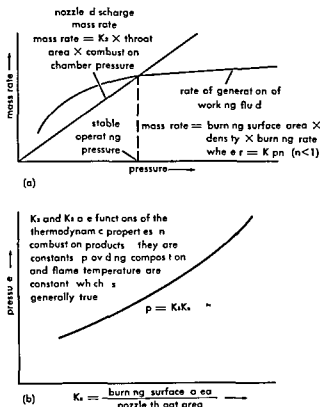 nozzle d scharge
mass rate
mass rate = K₃ × throat
area × combust on
chamber pressure
mass rate
rate of generat on of
work ng flu d
stable
operat ng
pressure
mass rate = burn ng surface area ×
den ty × burn ng rate
whe e r = K pn (n<1)
pressure
(a)
K₃ and K₈ a e funct ons of the
thermodynam c propert es n
combust on products they are
constants p ov d ng compos t on
and flame temperature are
constant wh ch s
generally true
pressu e
p = K₅Kₙ
(b)
Kₙ = burn ng surface a ea
nozzle th oat area